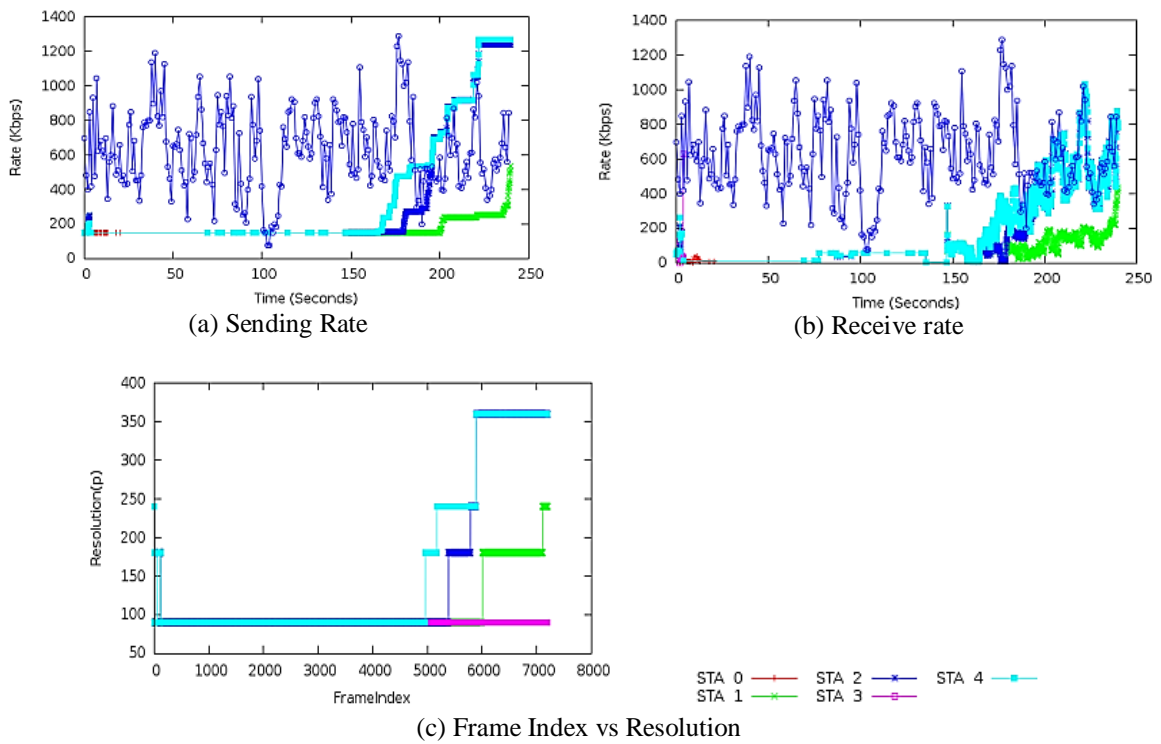 1400
1200
1000
800
600
400
200
0
Rate (Kbps)
0 50 100 150 200 250
Time (Seconds)
(a) Sending Rate
1400
1200
1000
800
600
400
200
0
Rate (Kbps)
0 50 100 150 200 250
Time (Seconds)
(b) Receive rate
400
350
300
250
200
150
100
50
Resolution(p)
0 1000 2000 3000 4000 5000 6000 7000 8000
FrameIndex
STA 0 STA 2 STA 4
STA 1 STA 3
(c) Frame Index vs Resolution